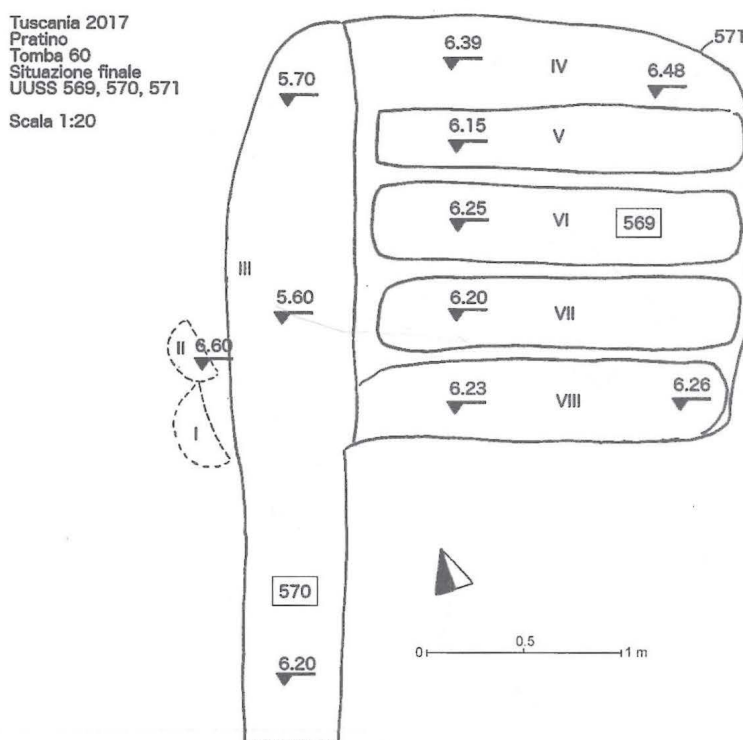 Tuscania 2017
Pratino
Tomba 60
Situazione finale
UUSS 569, 570, 571
Scala 1:20
571
6.39
IV
6.48
5.70
6.15
V
6.25
VI
569
III
5.60
6.20
VII
II
6.60
6.23
VIII
6.26
I
570
0
0.5
1 m
6.20